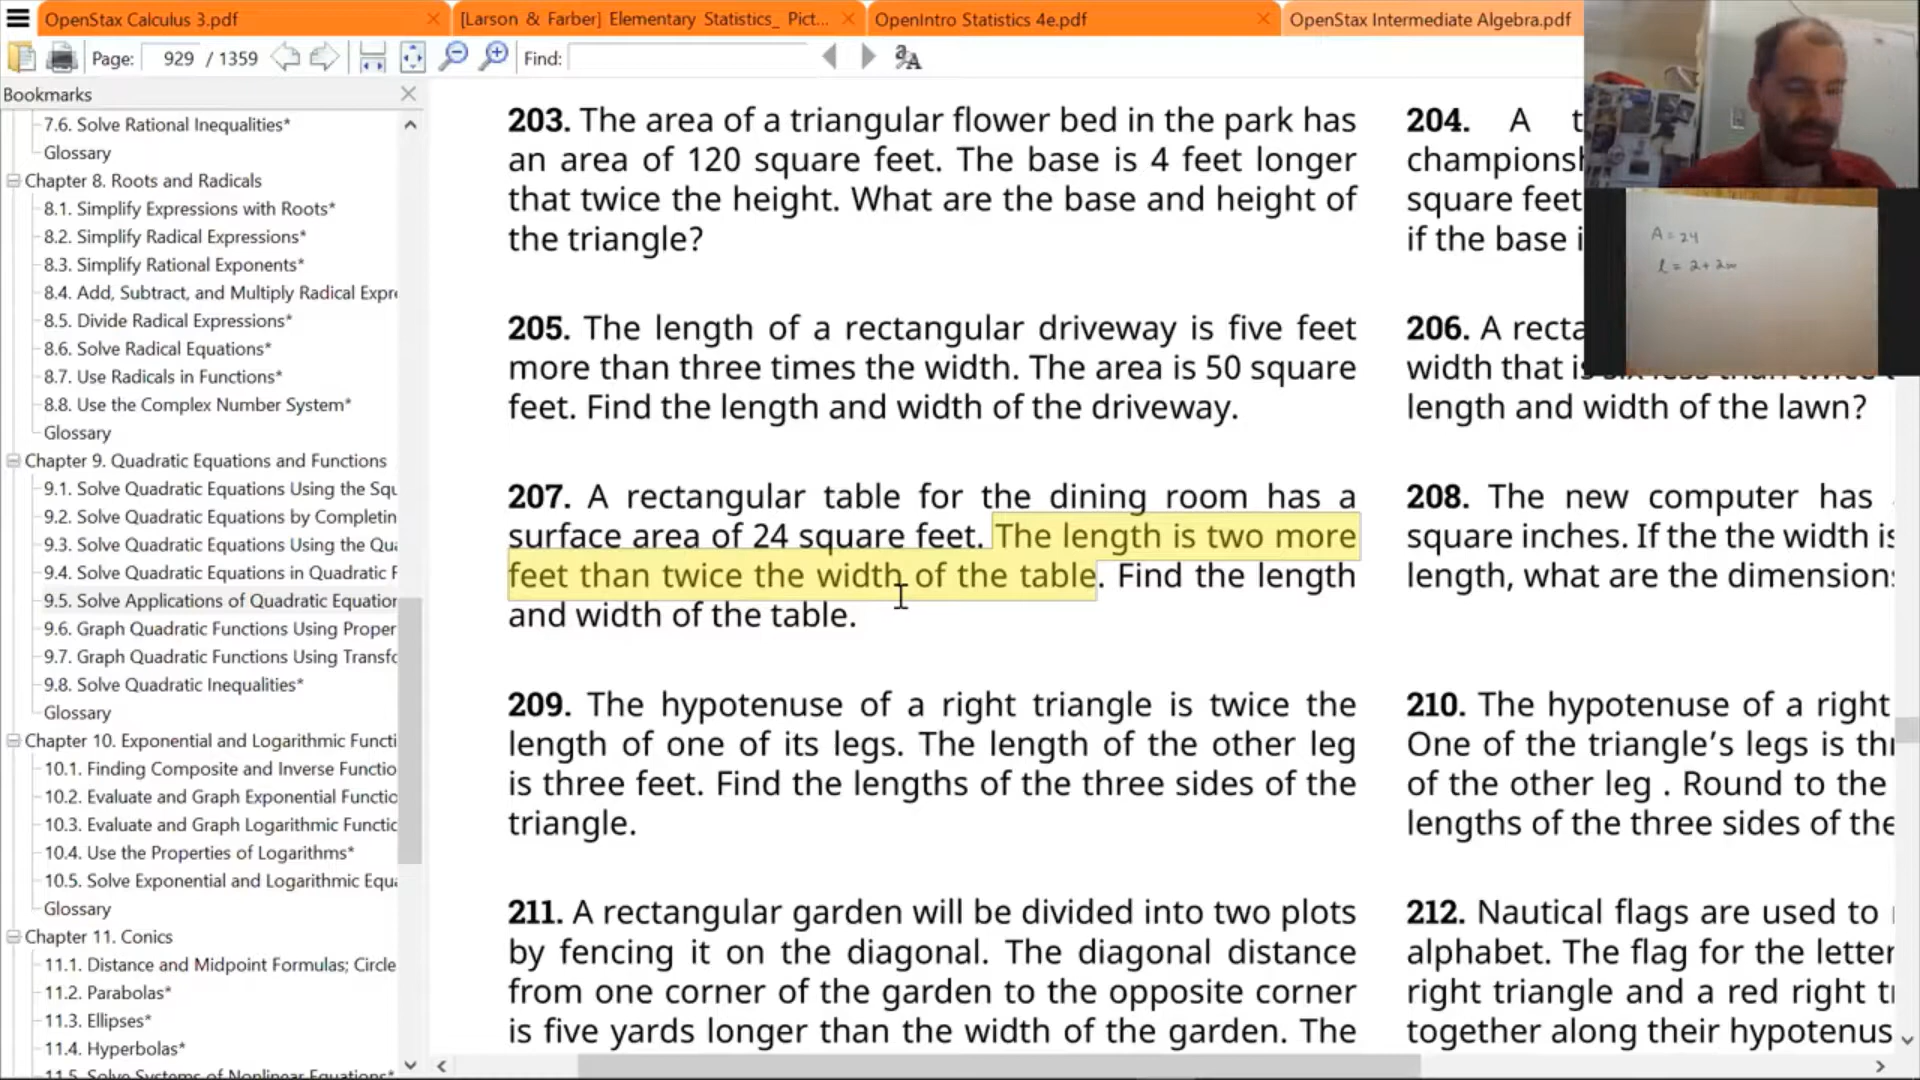 OpenStax Calculus 3.pdf
[Larson & Farber] Elementary Statistics_ Pict...
OpenIntro Statistics 4e.pdf
OpenStax Intermediate Algebra.pdf
Page: 929 / 1359 Find:
Bookmarks
7.6. Solve Rational Inequalities*
Glossary
Chapter 8. Roots and Radicals
8.1. Simplify Expressions with Roots*
8.2. Simplify Radical Expressions*
8.3. Simplify Rational Exponents*
8.4. Add, Subtract, and Multiply Radical Expre
8.5. Divide Radical Expressions*
8.6. Solve Radical Equations*
8.7. Use Radicals in Functions*
8.8. Use the Complex Number System*
Glossary
Chapter 9. Quadratic Equations and Functions
9.1. Solve Quadratic Equations Using the Squ
9.2. Solve Quadratic Equations by Completin
9.3. Solve Quadratic Equations Using the Qua
9.4. Solve Quadratic Equations in Quadratic F
9.5. Solve Applications of Quadratic Equation
9.6. Graph Quadratic Functions Using Proper
9.7. Graph Quadratic Functions Using Transfo
9.8. Solve Quadratic Inequalities*
Glossary
Chapter 10. Exponential and Logarithmic Functi
10.1. Finding Composite and Inverse Functio
10.2. Evaluate and Graph Exponential Functio
10.3. Evaluate and Graph Logarithmic Functic
10.4. Use the Properties of Logarithms*
10.5. Solve Exponential and Logarithmic Equa
Glossary
Chapter 11. Conics
11.1. Distance and Midpoint Formulas; Circle
11.2. Parabolas*
11.3. Ellipses*
11.4. Hyperbolas*
11.5. Solve Systems of Nonlinear Equations*
203. The area of a triangular flower bed in the park has
an area of 120 square feet. The base is 4 feet longer
that twice the height. What are the base and height of
the triangle?
205. The length of a rectangular driveway is five feet
more than three times the width. The area is 50 square
feet. Find the length and width of the driveway.
207. A rectangular table for the dining room has a
surface area of 24 square feet. The length is two more
feet than twice the width of the table. Find the length
and width of the table.
209. The hypotenuse of a right triangle is twice the
length of one of its legs. The length of the other leg
is three feet. Find the lengths of the three sides of the
triangle.
211. A rectangular garden will be divided into two plots
by fencing it on the diagonal. The diagonal distance
from one corner of the garden to the opposite corner
is five yards longer than the width of the garden. The
204. A t
championsh
square feet
if the base i
206. A recta
width that is six less than twice t
length and width of the lawn?
208. The new computer has
square inches. If the the width is
length, what are the dimensions
210. The hypotenuse of a right
One of the triangle's legs is thr
of the other leg . Round to the
lengths of the three sides of the
212. Nautical flags are used to
alphabet. The flag for the letter
right triangle and a red right tr
together along their hypotenus
A = 24
l = 2 + 2w